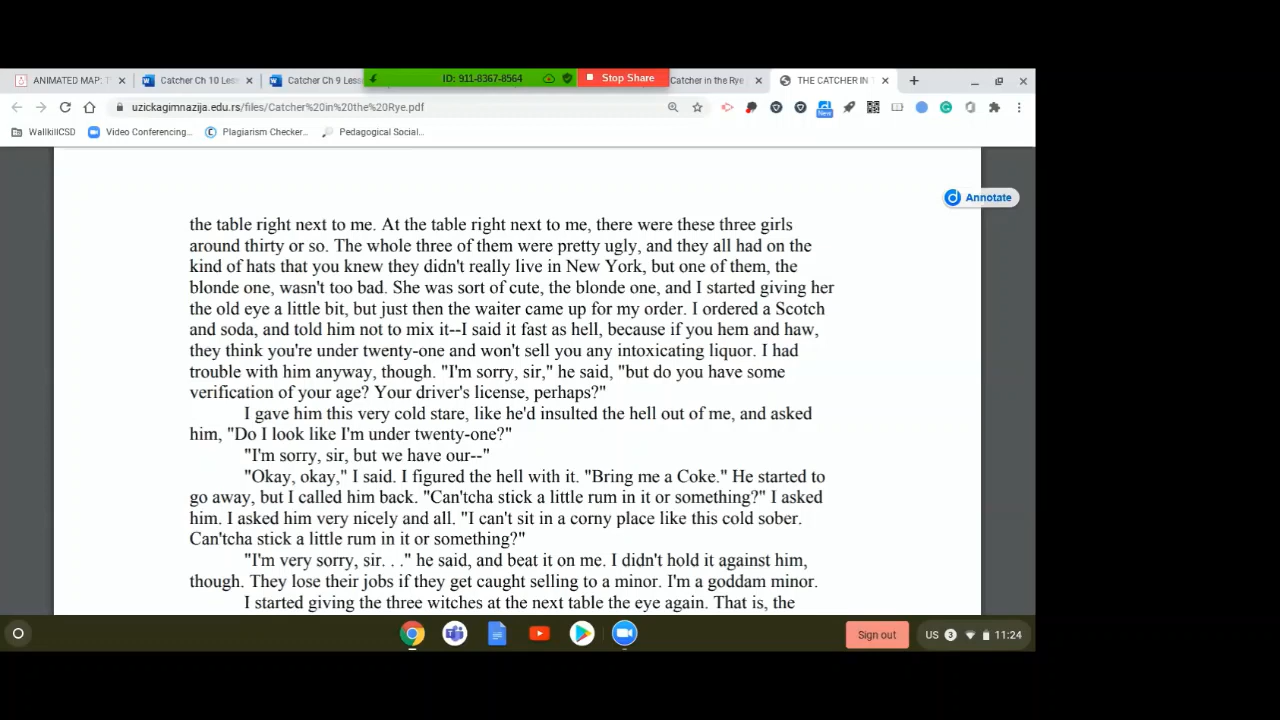 ANIMATED MAP:
Catcher Ch 10 Les
Catcher Ch 9 Less
ID: 911-8367-8564
Stop Share
Catcher in the Rye
THE CATCHER IN
uzickagimnazija.edu.rs/files/Catcher%20in%20the%20Rye.pdf
New
WallkillCSD
Video Conferencing...
Plagiarism Checker...
Pedagogical Social...
Annotate
the table right next to me. At the table right next to me, there were these three girls
around thirty or so. The whole three of them were pretty ugly, and they all had on the
kind of hats that you knew they didn't really live in New York, but one of them, the
blonde one, wasn't too bad. She was sort of cute, the blonde one, and I started giving her
the old eye a little bit, but just then the waiter came up for my order. I ordered a Scotch
and soda, and told him not to mix it--I said it fast as hell, because if you hem and haw,
they think you're under twenty-one and won't sell you any intoxicating liquor. I had
trouble with him anyway, though. "I'm sorry, sir," he said, "but do you have some
verification of your age? Your driver's license, perhaps?"
I gave him this very cold stare, like he'd insulted the hell out of me, and asked
him, "Do I look like I'm under twenty-one?"
"I'm sorry, sir, but we have our--"
"Okay, okay," I said. I figured the hell with it. "Bring me a Coke." He started to
go away, but I called him back. "Can'tcha stick a little rum in it or something?" I asked
him. I asked him very nicely and all. "I can't sit in a corny place like this cold sober.
Can'tcha stick a little rum in it or something?"
"I'm very sorry, sir. . ." he said, and beat it on me. I didn't hold it against him,
though. They lose their jobs if they get caught selling to a minor. I'm a goddam minor.
I started giving the three witches at the next table the eye again. That is, the
Sign out
US 3 11:24